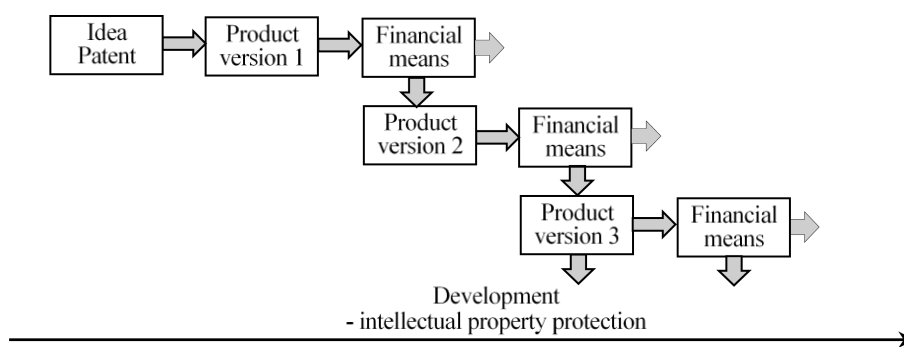 Idea
Patent
Product
version 1
Financial
means
Product
version 2
Financial
means
Product
version 3
Financial
means
Development
- intellectual property protection